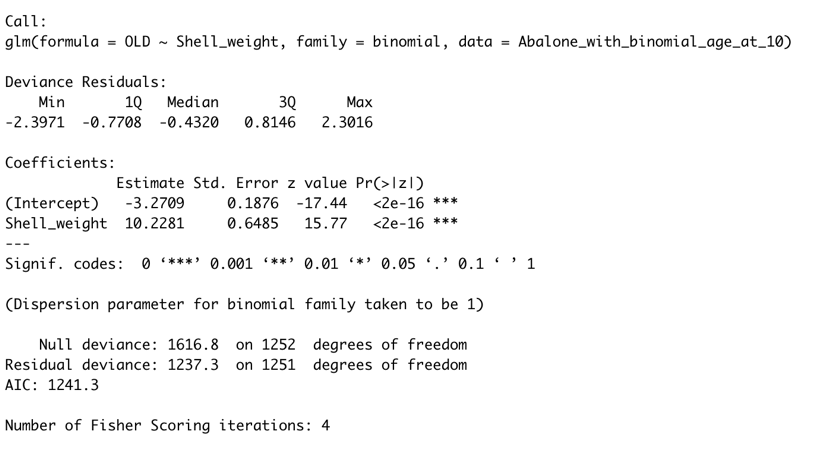 Call:
glm(formula = OLD ~ Shell_weight, family = binomial, data = Abalone_with_binomial_age_at_10)
Deviance Residuals:
Min 1Q Median 3Q Max
-2.3971 -0.7708 -0.4320 0.8146 2.3016
Coefficients:
Estimate Std. Error z value Pr(>|z|)
(Intercept) -3.2709 0.1876 -17.44 <2e-16 ***
Shell_weight 10.2281 0.6485 15.77 <2e-16 ***
---
Signif. codes: 0 ‘***’ 0.001 ‘**’ 0.01 ‘*’ 0.05 ‘.’ 0.1 ‘ ’ 1
(Dispersion parameter for binomial family taken to be 1)
Null deviance: 1616.8 on 1252 degrees of freedom
Residual deviance: 1237.3 on 1251 degrees of freedom
AIC: 1241.3
Number of Fisher Scoring iterations: 4